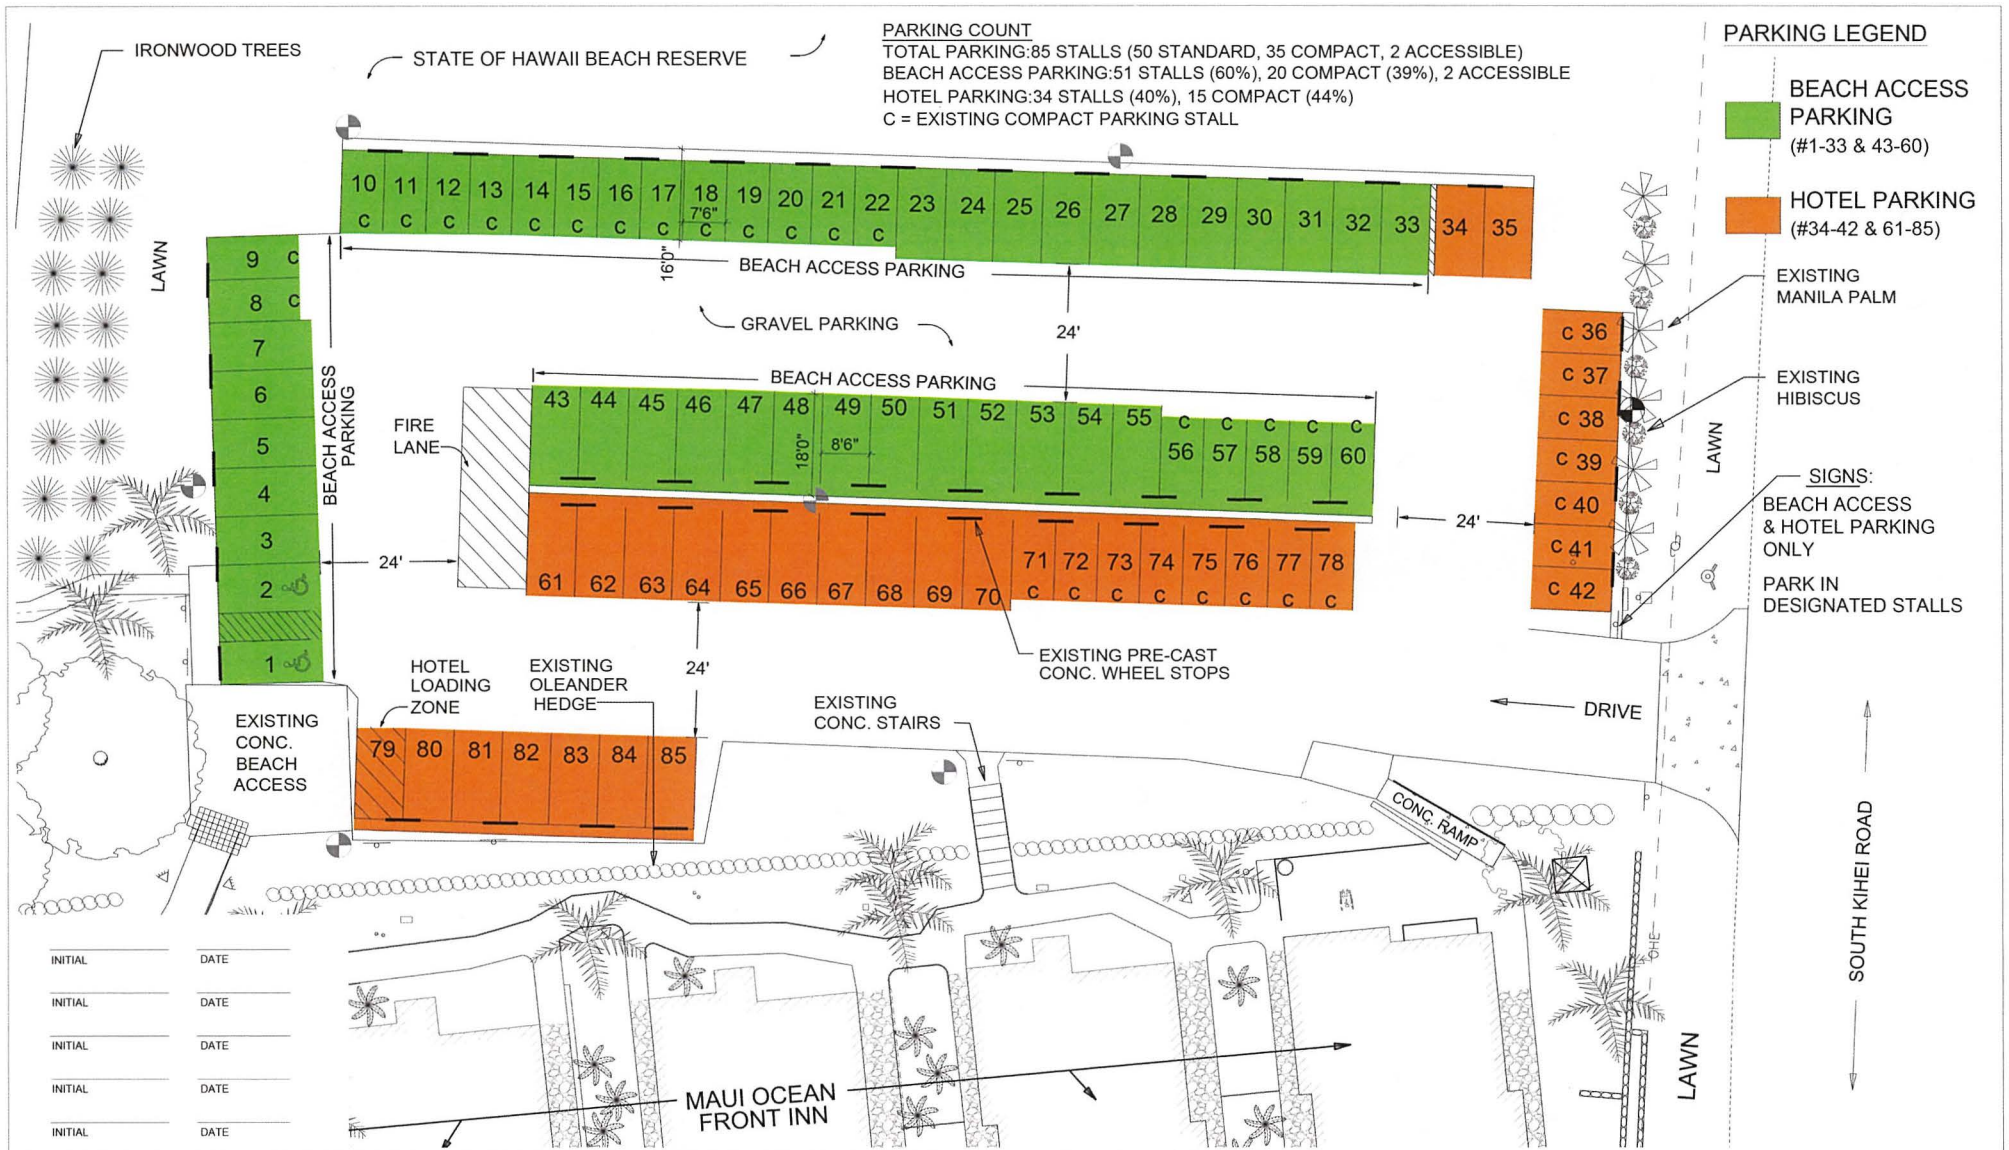 IRONWOOD TREES
STATE OF HAWAII BEACH RESERVE
PARKING COUNT
TOTAL PARKING:85 STALLS (50 STANDARD, 35 COMPACT, 2 ACCESSIBLE)
BEACH ACCESS PARKING:51 STALLS (60%), 20 COMPACT (39%), 2 ACCESSIBLE
HOTEL PARKING:34 STALLS (40%), 15 COMPACT (44%)
C = EXISTING COMPACT PARKING STALL
PARKING LEGEND
BEACH ACCESS
PARKING
(#1-33 & 43-60)
HOTEL PARKING
(#34-42 & 61-85)
EXISTING
MANILA PALM
EXISTING
HIBISCUS
SIGNS:
BEACH ACCESS
& HOTEL PARKING
ONLY
PARK IN
DESIGNATED STALLS
LAWN
10 11 12 13 14 15 16 17 18 19 20 21 22 23 24 25 26 27 28 29 30 31 32 33 34 35
C C C C C C C C C C C C C
7'6"
16'0"
BEACH ACCESS PARKING
9 C
8 C
7
6
5
4
3
2
1
BEACH ACCESS
PARKING
GRAVEL PARKING
24'
BEACH ACCESS PARKING
FIRE
LANE
43 44 45 46 47 48 49 50 51 52 53 54 55
C C C C C
56 57 58 59 60
18'0"
8'6"
C 36
C 37
C 38
C 39
C 40
C 41
C 42
LAWN
24'
24'
71 72 73 74 75 76 77 78
61 62 63 64 65 66 67 68 69 70
C C C C C C C C
24'
EXISTING PRE-CAST
CONC. WHEEL STOPS
HOTEL
LOADING
ZONE
EXISTING
OLEANDER
HEDGE
EXISTING
CONC. STAIRS
DRIVE
EXISTING
CONC.
BEACH
ACCESS
79 80 81 82 83 84 85
CONC. RAMP
SOUTH KIHEI ROAD
OHE
LAWN
MAUI OCEAN
FRONT INN
INITIAL DATE
INITIAL DATE
INITIAL DATE
INITIAL DATE
INITIAL DATE